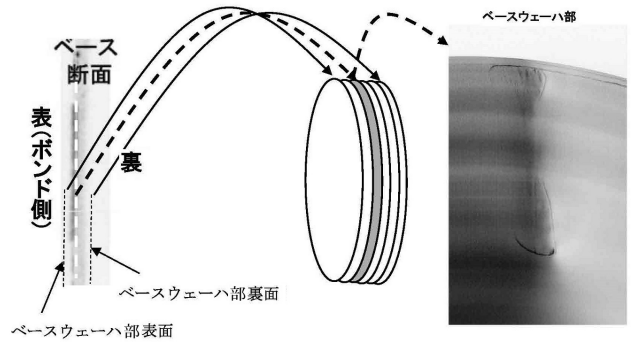 ベース
断面
表(ボンド側)
裏
ベースウェーハ部裏面
ベースウェーハ部表面
ベースウェーハ部